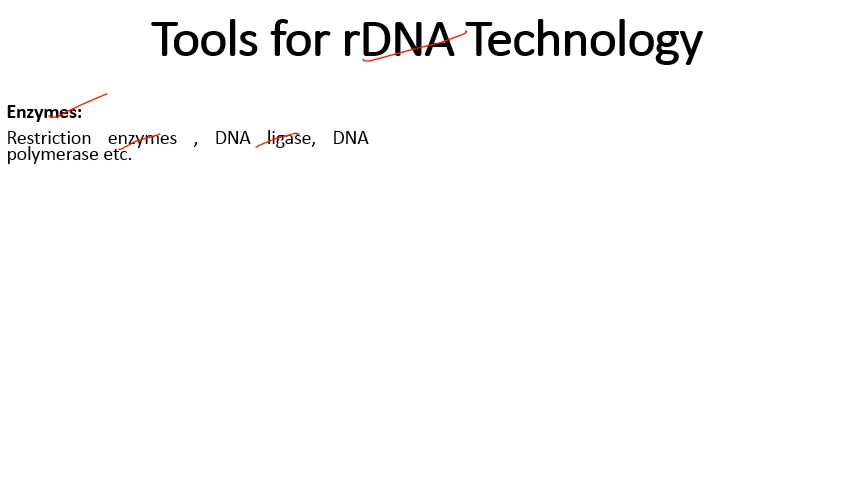 Tools for rDNA Technology
Enzymes:
Restriction enzymes , DNA ligase, DNA
polymerase etc.